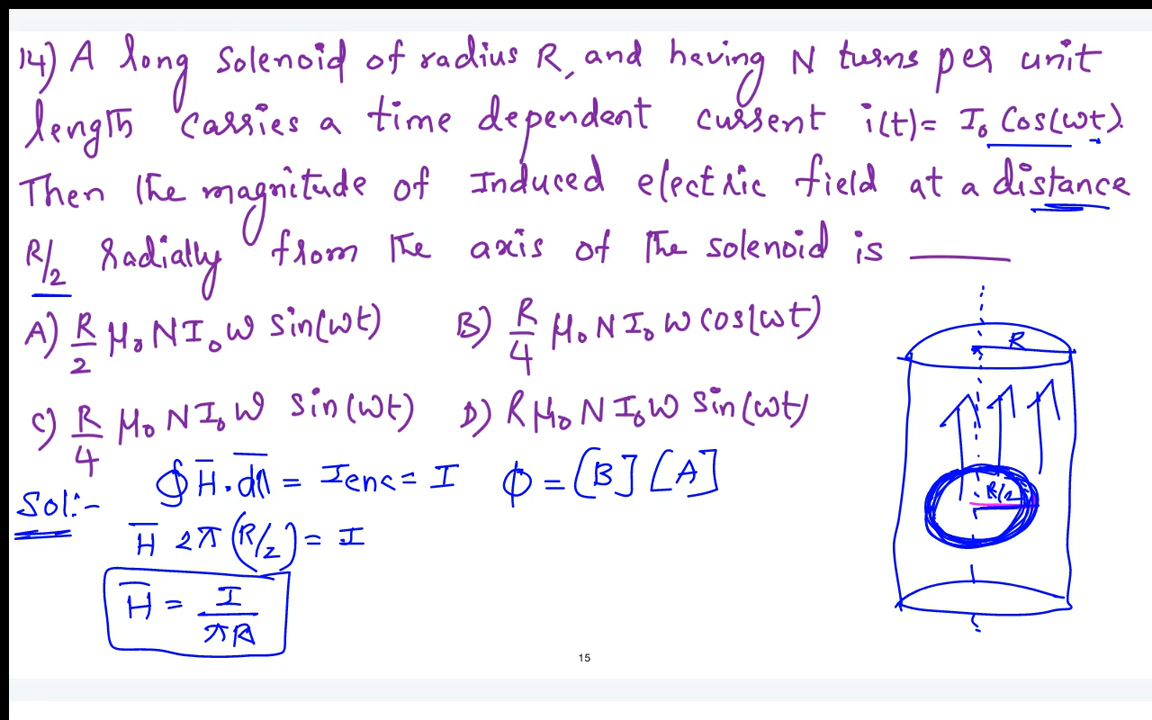 14) A long Solenoid of radius R, and having N turns per unit
length carries a time dependent current i(t) = I₀ Cos(ωt).
Then the magnitude of Induced electric field at a distance
R/2 radially from the axis of the solenoid is ______
A) R/2 μ₀ N I₀ ω sin(ωt) B) R/4 μ₀ N I₀ ω cos(ωt)
C) R/4 μ₀ N I₀ ω sin(ωt) D) R μ₀ N I₀ ω sin(ωt)
R
Sol:- ∮ H̅ . d̅l̅ = Ienc = I ϕ = [B] [A]
R/2
H̅ 2π (R/2) = I
H̅ = I/πR
15